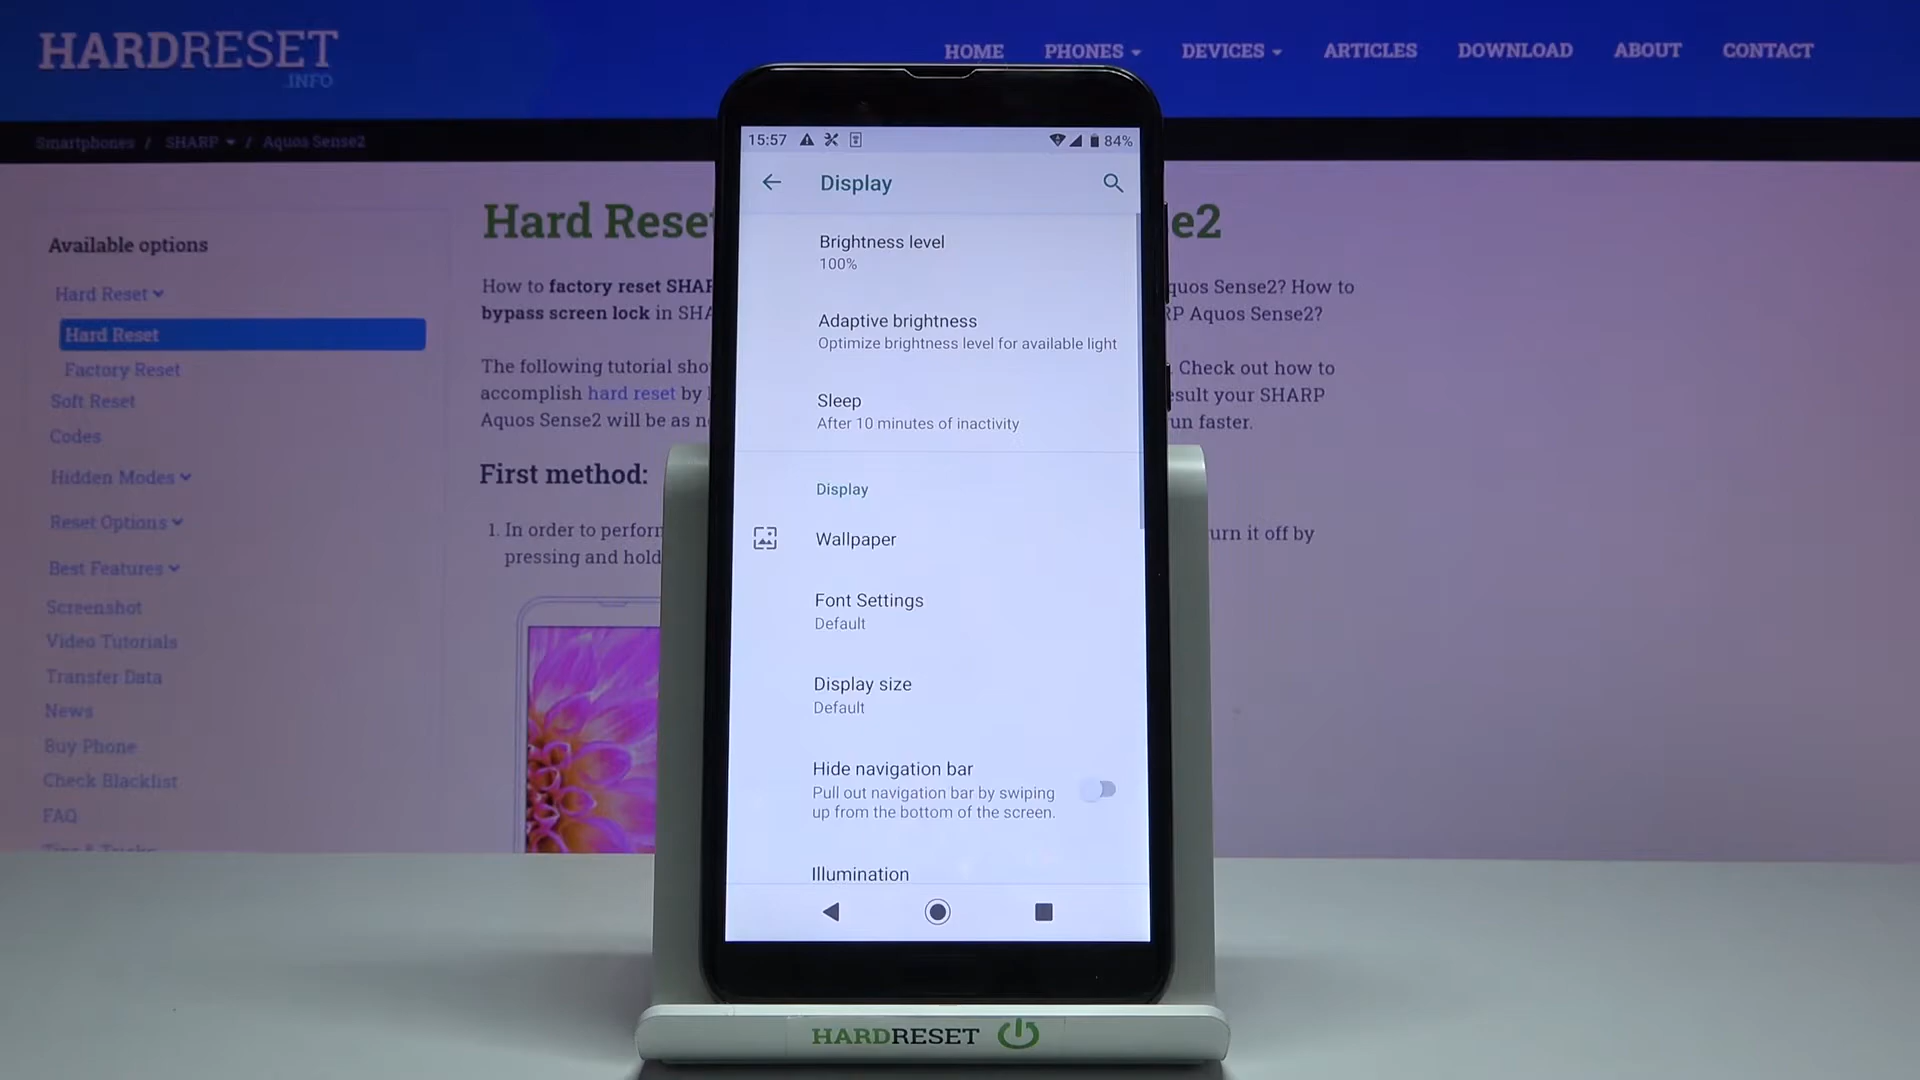 HARDRESET
.INFO
HOME PHONES DEVICES ARTICLES DOWNLOAD ABOUT CONTACT
Smartphones / SHARP / Aquos Sense2
Available options
Hard Reset
Hard Reset
Factory Reset
Soft Reset
Codes
Hidden Modes
Reset Options
Best Features
Screenshot
Video Tutorials
Transfer Data
News
Buy Phone
Check Blacklist
FAQ
Tips & Tricks
Hard Rese e2
How to factory reset SHAR quos Sense2? How to
bypass screen lock in SHA RP Aquos Sense2?
The following tutorial sho Check out how to
accomplish hard reset by esult your SHARP
Aquos Sense2 will be as n un faster.
First method:
1. In order to perform urn it off by
pressing and hold
15:57 84%
Display
Brightness level
100%
Adaptive brightness
Optimize brightness level for available light
Sleep
After 10 minutes of inactivity
Display
Wallpaper
Font Settings
Default
Display size
Default
Hide navigation bar
Pull out navigation bar by swiping
up from the bottom of the screen.
Illumination
HARDRESET